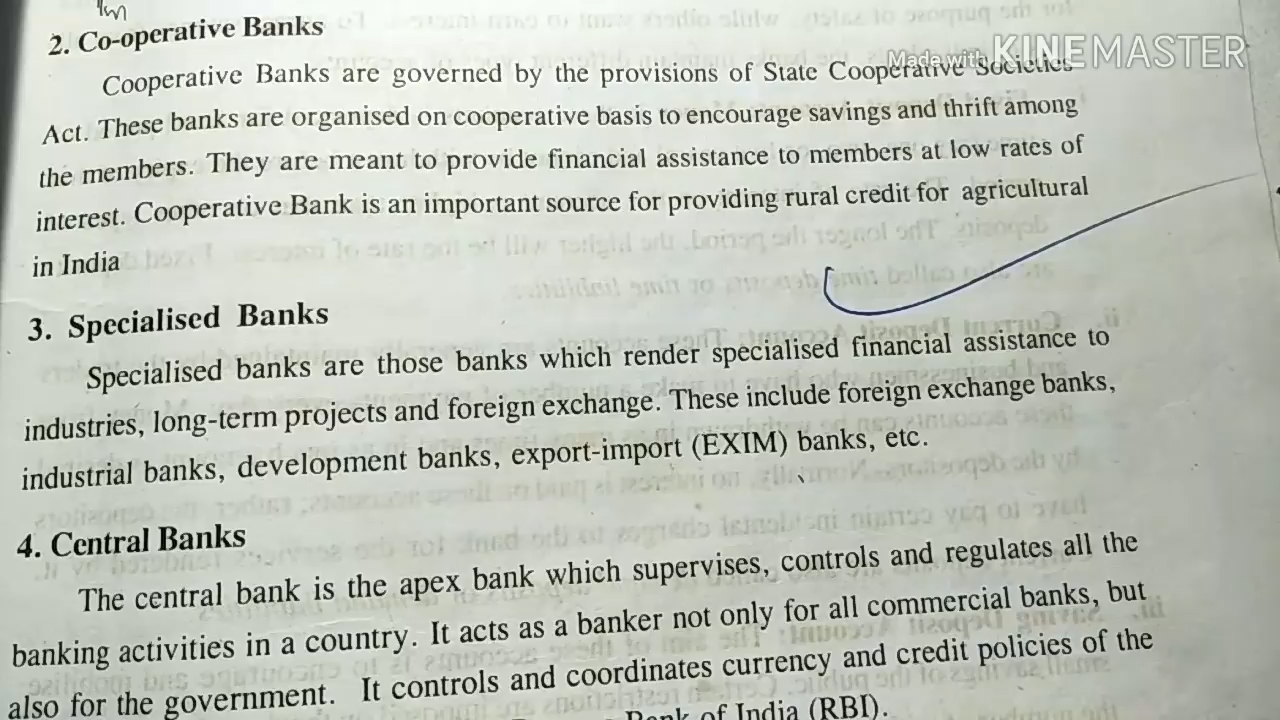 2. Co-operative Banks
Made with KINEMASTER
Cooperative Banks are governed by the provisions of State Cooperative Societies
Act. These banks are organised on cooperative basis to encourage savings and thrift among
the members. They are meant to provide financial assistance to members at low rates of
interest. Cooperative Bank is an important source for providing rural credit for agricultural
in India
3. Specialised Banks
Specialised banks are those banks which render specialised financial assistance to
industries, long-term projects and foreign exchange. These include foreign exchange banks,
industrial banks, development banks, export-import (EXIM) banks, etc.
4. Central Banks
The central bank is the apex bank which supervises, controls and regulates all the
banking activities in a country. It acts as a banker not only for all commercial banks, but
also for the government. It controls and coordinates currency and credit policies of the
Bank of India (RBI).